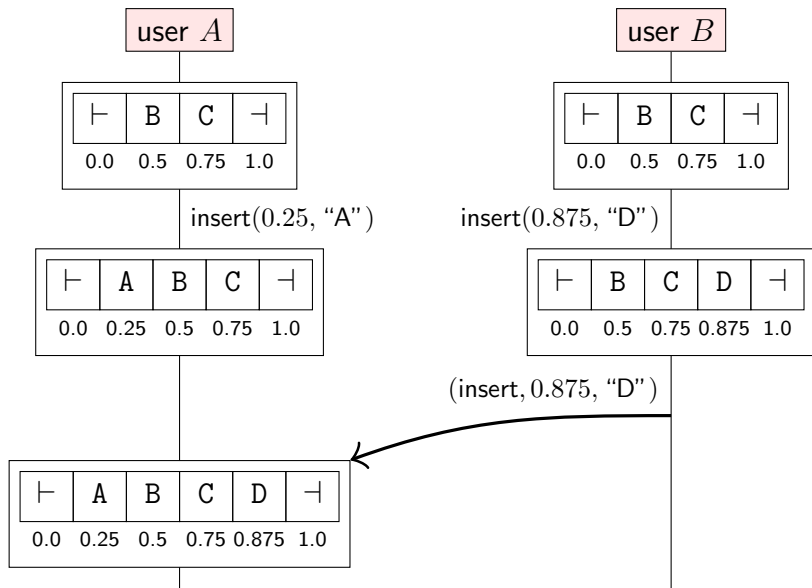 user A
user B
⊢ B C ⊣
0.0 0.5 0.75 1.0
⊢ B C ⊣
0.0 0.5 0.75 1.0
insert(0.25, “A”)
insert(0.875, “D”)
⊢ A B C ⊣
0.0 0.25 0.5 0.75 1.0
⊢ B C D ⊣
0.0 0.5 0.75 0.875 1.0
(insert, 0.875, “D”)
⊢ A B C D ⊣
0.0 0.25 0.5 0.75 0.875 1.0